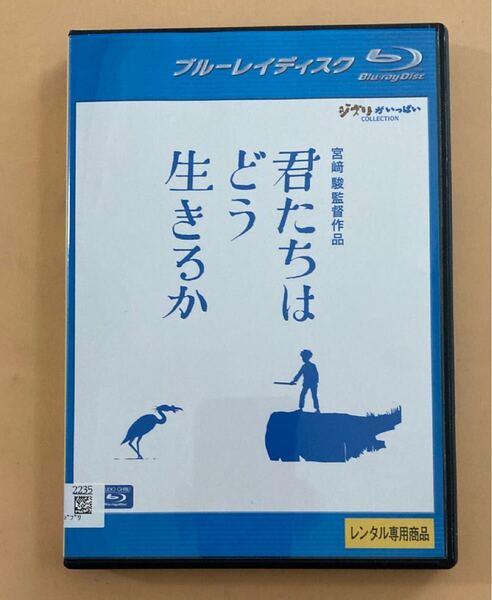 ブルーレイディスク
Blu-ray Disc
ジブリがいっぱい
COLLECTION
宮﨑 駿監督作品
君たちは
どう
生きるか
2235
レンタル専用商品